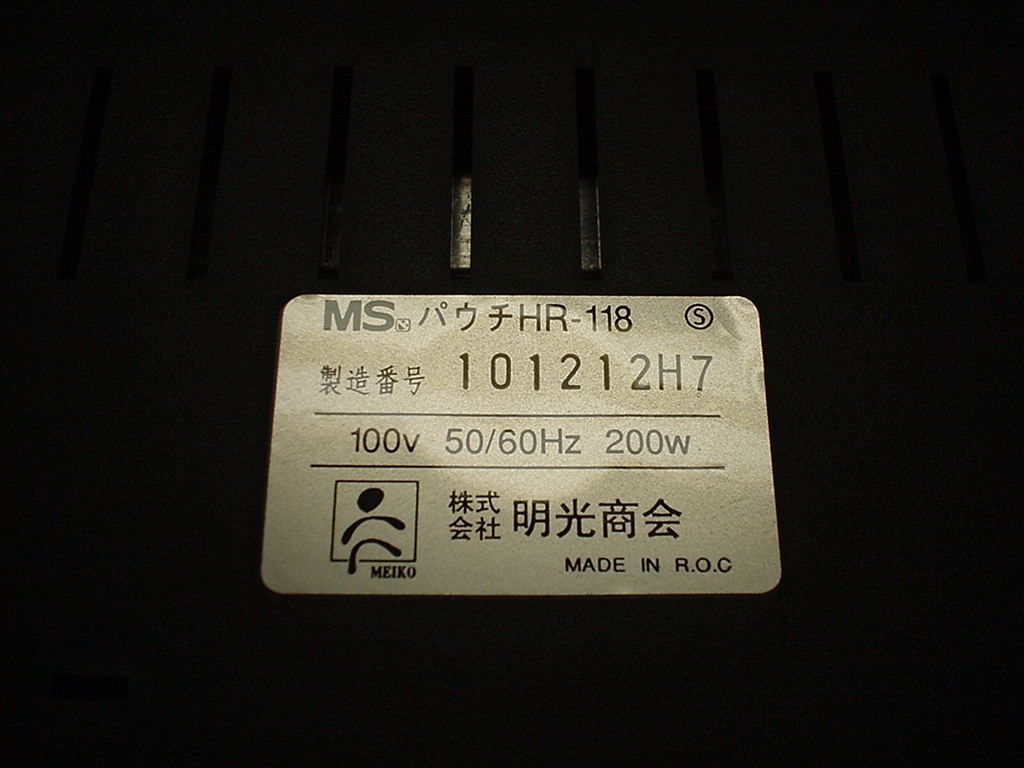 MS パウチHR-118 Ⓢ
製造番号 101212H7
100v 50/60Hz 200w
株式会社 明光商会
MEIKO
MADE IN R.O.C